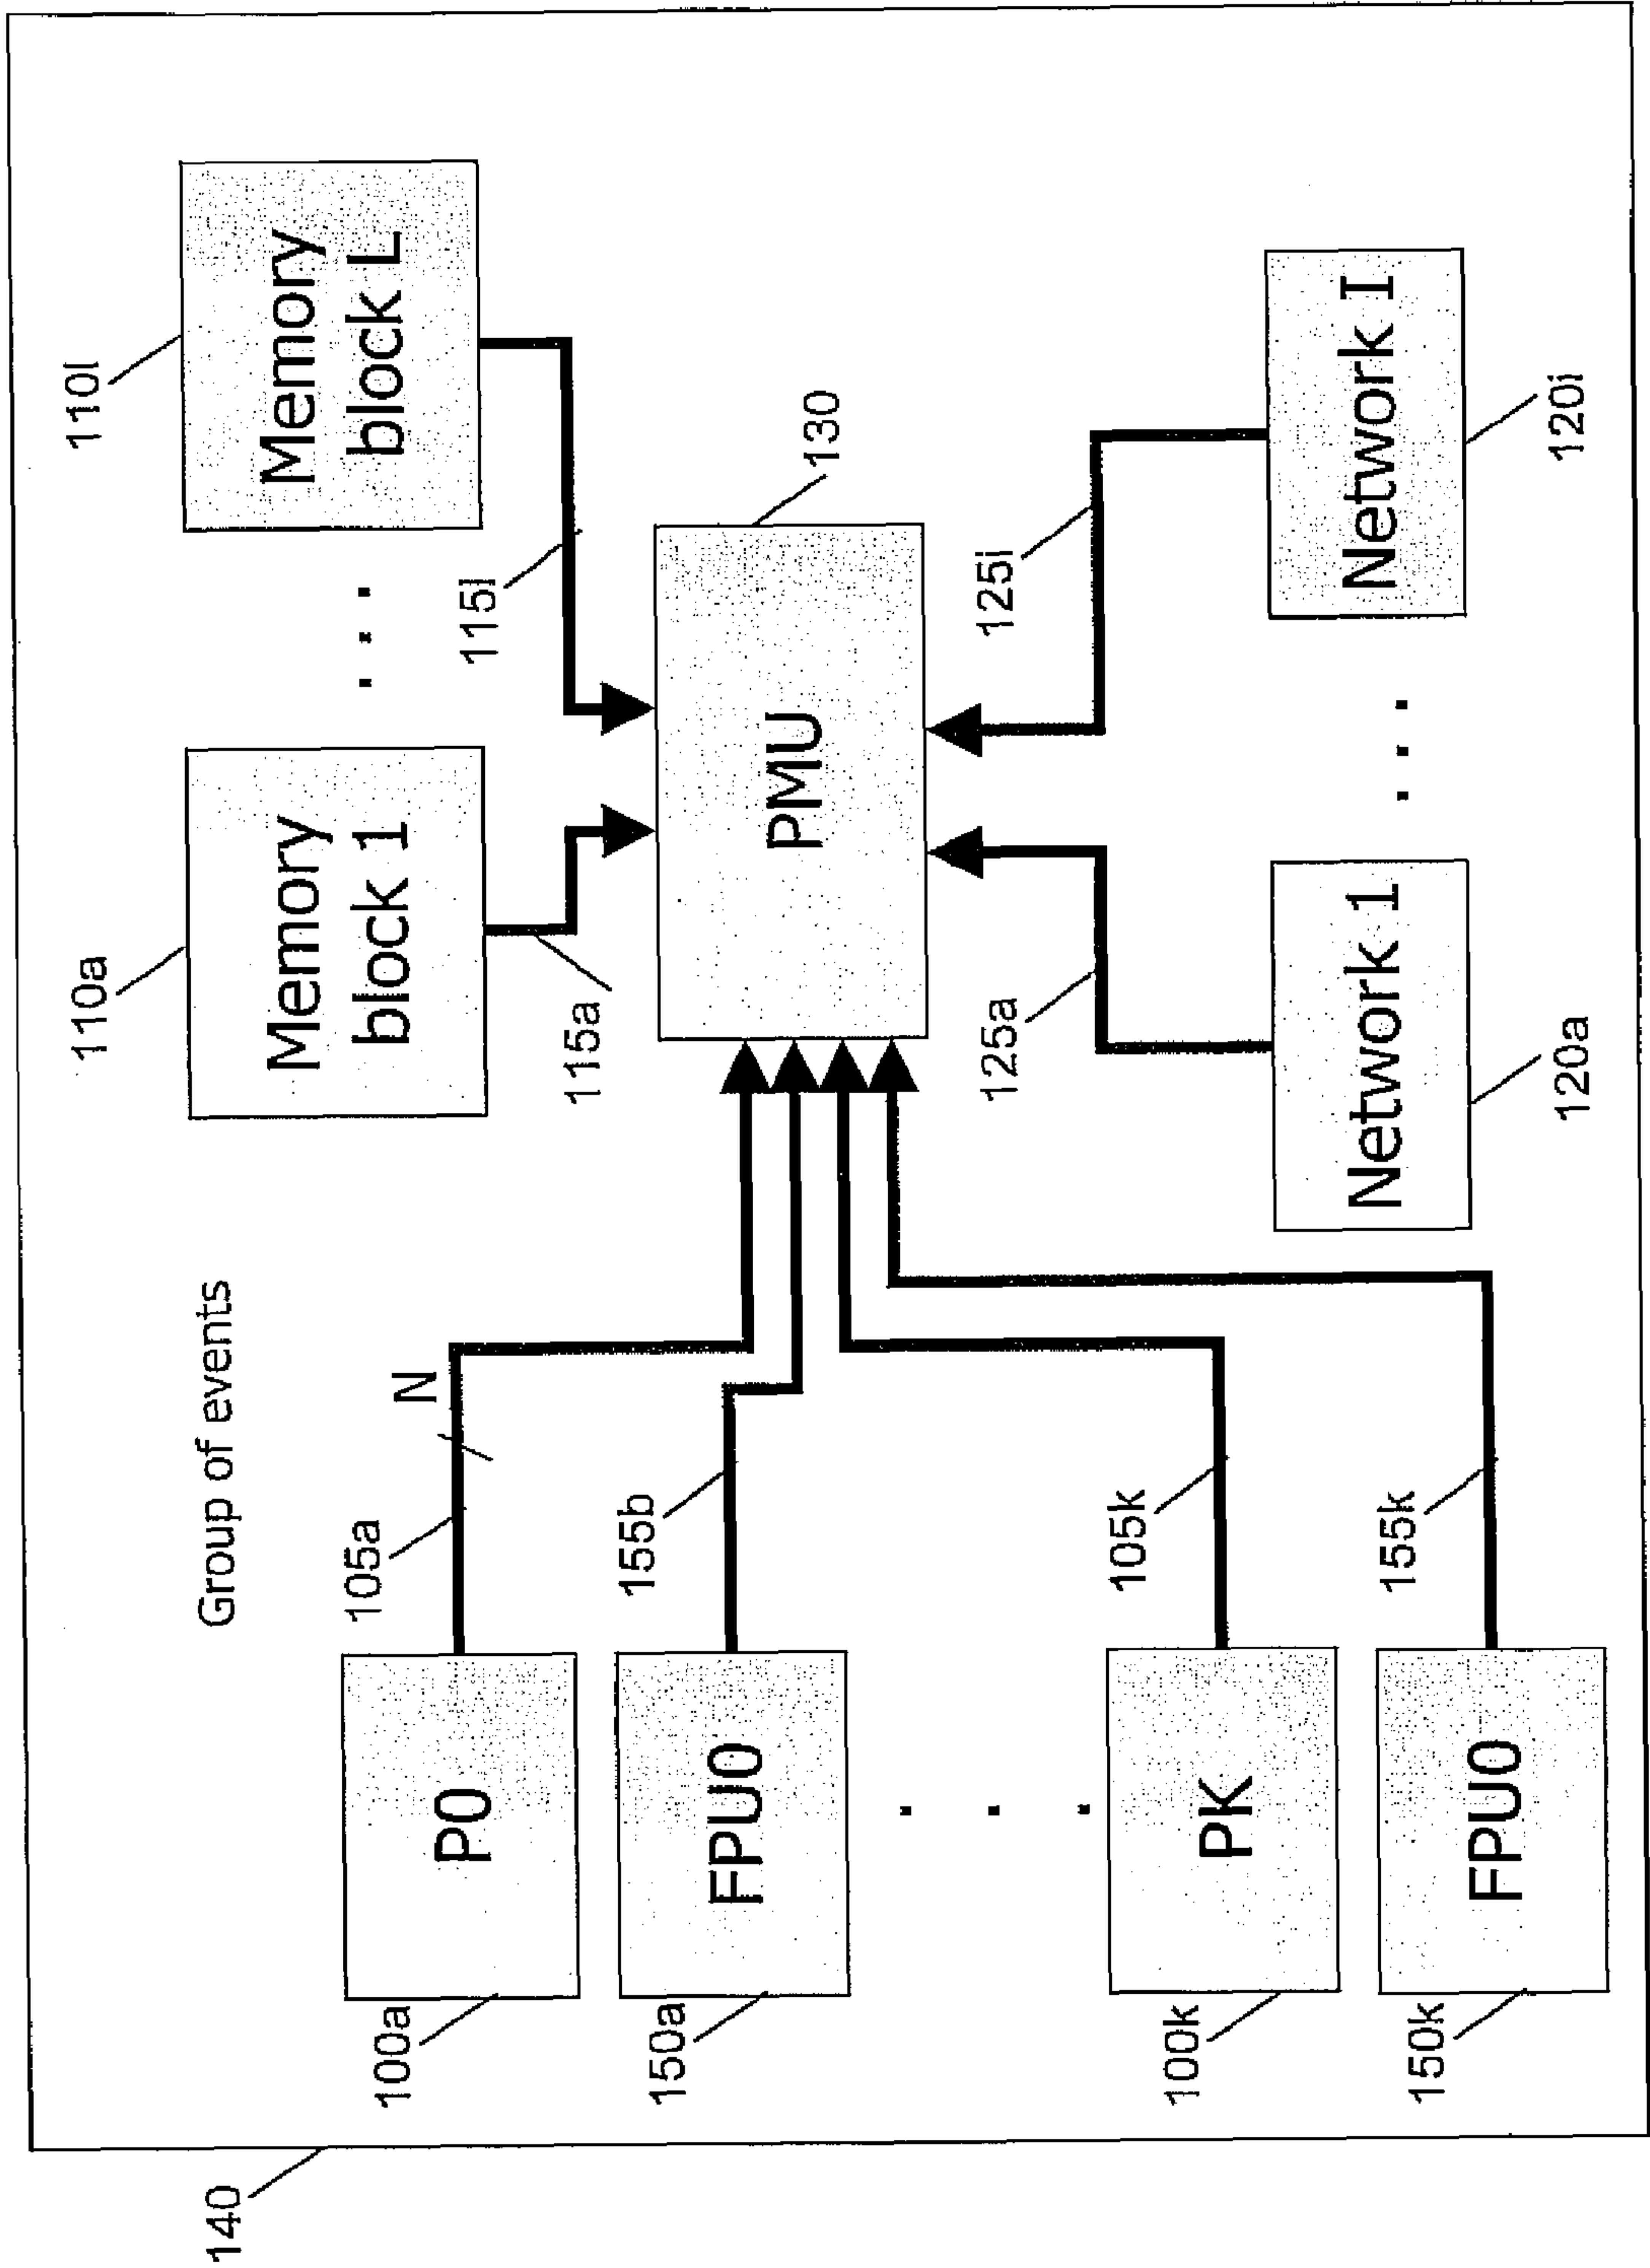 140
110a
110l
Memory
block 1
Memory
block L
. . .
Group of events
N
105a
115a
115l
100a
P0
155b
130
150a
FPU0
PMU
. . .
105k
125a
125i
100k
PK
155k
Network 1
. . .
Network I
150k
FPU0
120a
120i